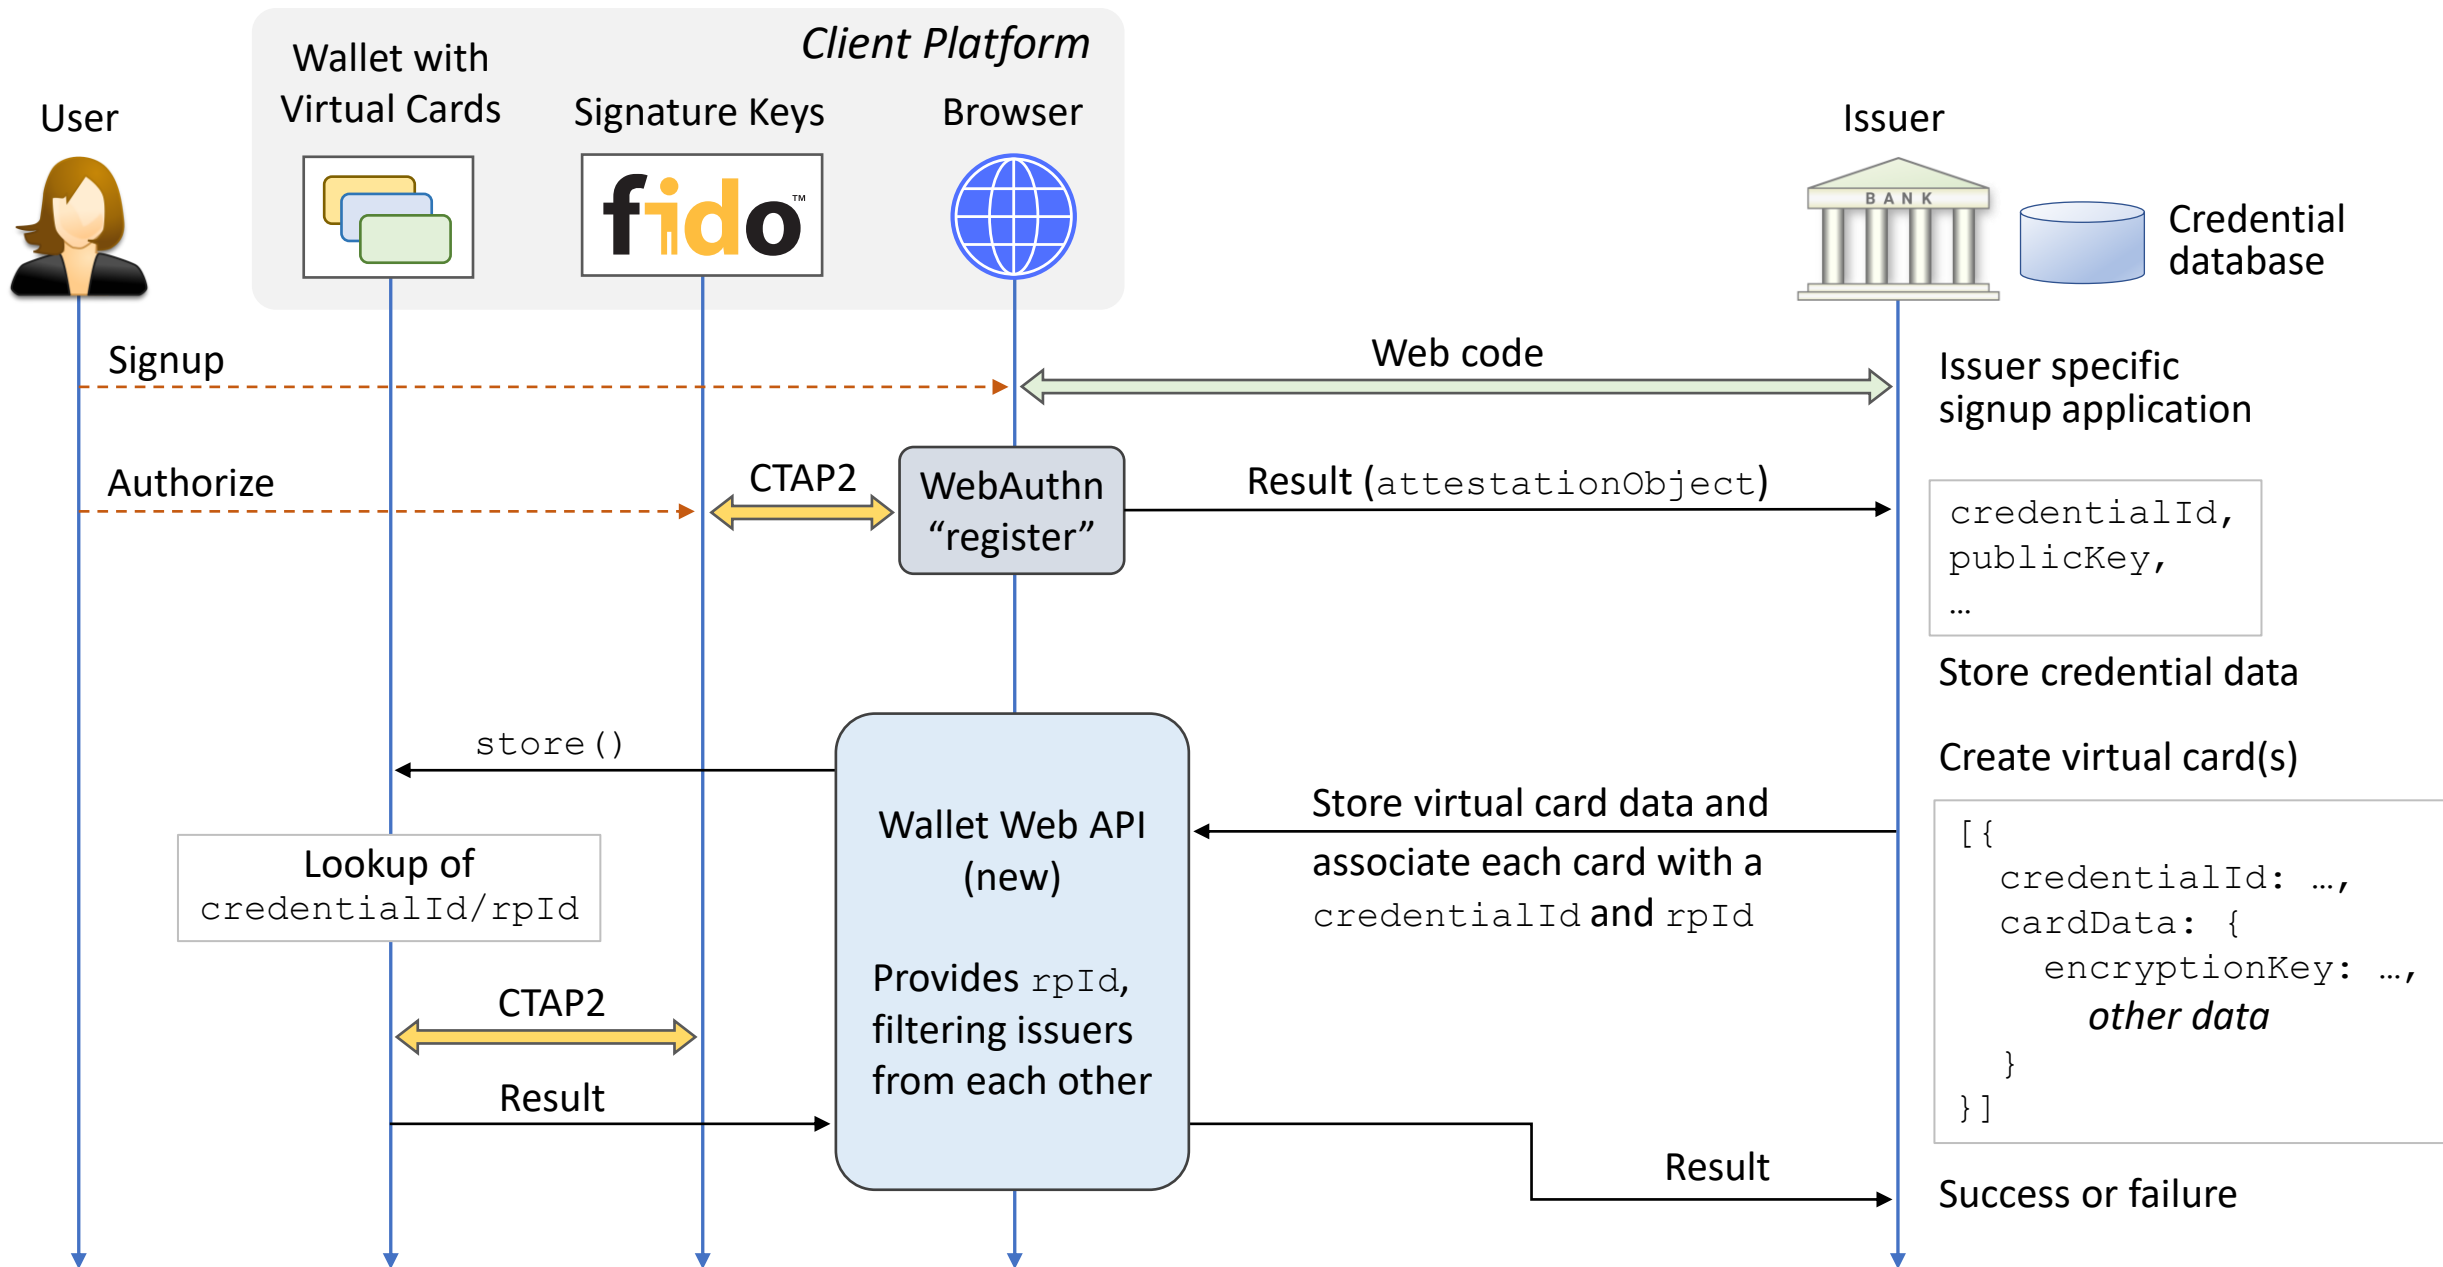 Client Platform
Wallet with
Virtual Cards
User
Signature Keys
Browser
Issuer
fido™
BANK
Credential
database
Signup
Web code
Issuer specific
signup application
Authorize
CTAP2
WebAuthn
“register”
Result (attestationObject)
credentialId,
publicKey,
…
Store credential data
store()
Create virtual card(s)
Wallet Web API
(new)
Provides rpId,
filtering issuers
from each other
Store virtual card data and
associate each card with a
credentialId and rpId
[{
credentialId: …,
cardData: {
encryptionKey: …,
other data
}
}]
Lookup of
credentialId/rpId
CTAP2
Result
Result
Success or failure